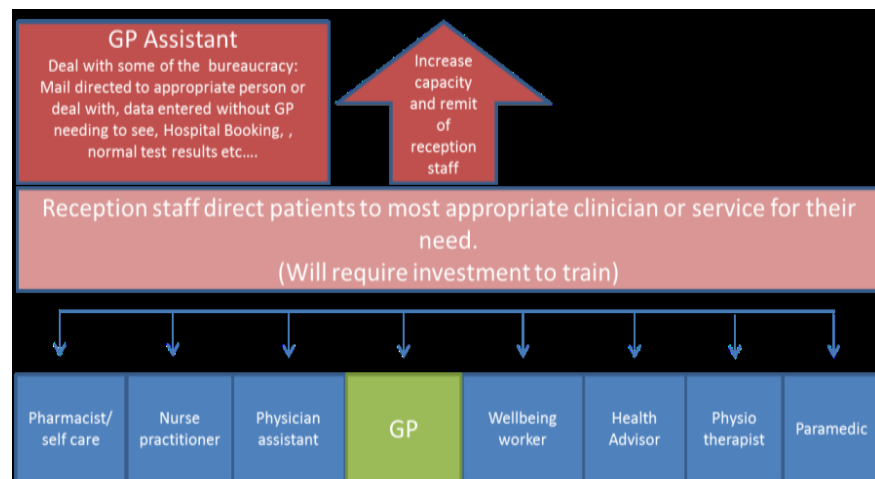 GP Assistant
Deal with some of the bureaucracy:
Mail directed to appropriate person or
deal with, data entered without GP
needing to see, Hospital Booking, ,
normal test results etc....
Increase
capacity
and remit
of
reception
staff
Reception staff direct patients to most appropriate clinician or service for their
need.
(Will require investment to train)
Pharmacist/
self care
Nurse
practitioner
Physician
assistant
GP
Wellbeing
worker
Health
Advisor
Physio
therapist
Paramedic